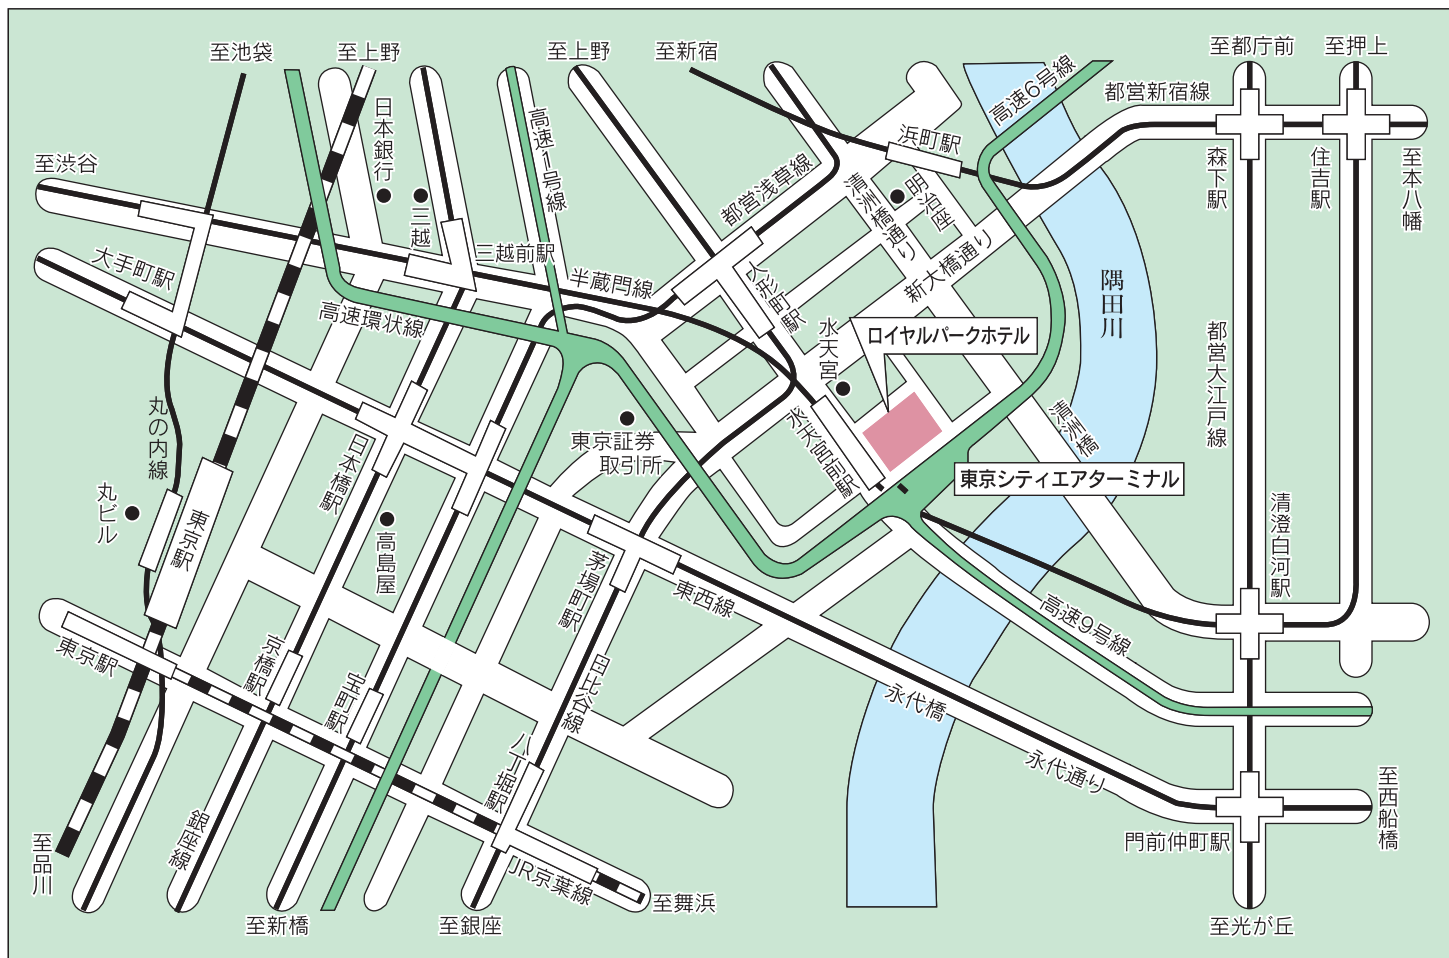 至池袋
至上野
至上野
至新宿
至都庁前
至押上
都営新宿線
高速6号線
日本銀行
高速1号線
浜町駅
至渋谷
都営浅草線
清洲橋通り
明治座
森下駅
住吉駅
至本八幡
三越
大手町駅
三越前駅
半蔵門線
人形町駅
新大橋通り
隅田川
高速環状線
水天宮
ロイヤルパークホテル
都営大江戸線
丸の内線
日本橋駅
東京証券
取引所
水天宮前駅
清洲橋
東京シティエアターミナル
丸ビル
東京駅
高島屋
清澄白河駅
茅場町駅
東西線
高速9号線
東京駅
京橋駅
宝町駅
日比谷線
永代橋
八丁堀駅
永代通り
至西船橋
銀座線
門前仲町駅
至品川
JR京葉線
至舞浜
至新橋
至銀座
至光が丘